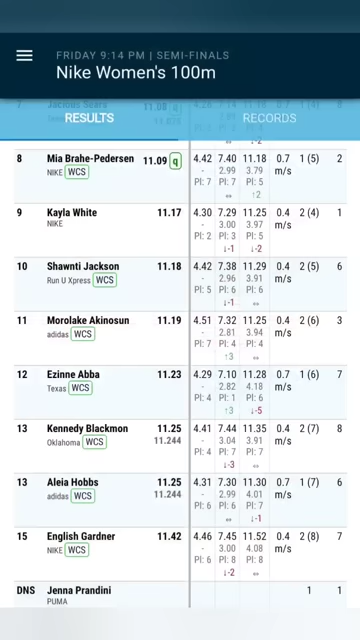 FRIDAY 9:14 PM | SEMI-FINALS
Nike Women's 100m
RESULTS RECORDS
8 Mia Brahe-Pedersen 11.09 q 4.42 7.40 11.18 0.7 1 (5) 2
NIKE WCS - 2.99 3.79 m/s
Pl: 7 Pl: 7 Pl: 5
↔ ↑2
9 Kayla White 11.17 4.30 7.29 11.25 0.4 2 (4) 1
NIKE - 3.00 3.97 m/s
Pl: 2 Pl: 3 Pl: 5
↓-1 ↓-2
10 Shawnti Jackson 11.18 4.42 7.38 11.29 0.4 2 (5) 6
Run U Xpress WCS - 2.96 3.91 m/s
Pl: 5 Pl: 6 Pl: 6
↓-1 ↔
11 Morolake Akinosun 11.19 4.51 7.32 11.25 0.4 2 (6) 3
adidas WCS - 2.81 3.94 m/s
Pl: 7 Pl: 4 Pl: 4
↑3 ↔
12 Ezinne Abba 11.23 4.29 7.10 11.28 0.7 1 (6) 7
Texas WCS - 2.82 4.18 m/s
Pl: 4 Pl: 1 Pl: 6
↑3 ↓-5
13 Kennedy Blackmon 11.25 4.41 7.44 11.35 0.4 2 (7) 8
Oklahoma WCS 11.244 - 3.04 3.91 m/s
Pl: 4 Pl: 7 Pl: 7
↓-3 ↔
13 Aleia Hobbs 11.25 4.31 7.30 11.30 0.7 1 (7) 6
adidas WCS 11.244 - 2.99 4.01 m/s
Pl: 6 Pl: 6 Pl: 7
↔ ↓-1
15 English Gardner 11.42 4.46 7.45 11.52 0.4 2 (8) 7
NIKE WCS - 3.00 4.08 m/s
Pl: 6 Pl: 8 Pl: 8
↓-2 ↔
DNS Jenna Prandini 1 1
PUMA